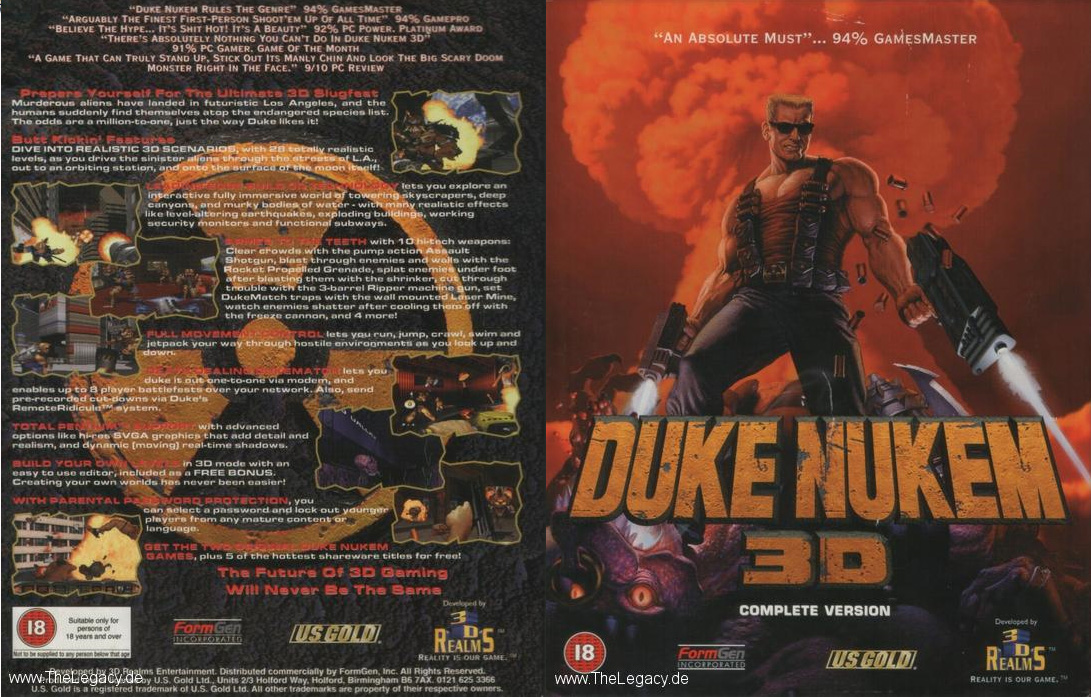 “DUKE NUKEM RULES THE GENRE” 94% GAMESMASTER
“ARGUABLY THE FINEST FIRST-PERSON SHOOT'EM UP OF ALL TIME” 94% GAMEPRO
“BELIEVE THE HYPE... IT'S SHIT HOT! IT'S A BEAUTY” 92% PC POWER. PLATINUM AWARD
“THERE'S ABSOLUTELY NOTHING YOU CAN'T DO IN DUKE NUKEM 3D”
91% PC GAMER. GAME OF THE MONTH
“A GAME THAT CAN TRULY STAND UP, STICK OUT ITS MANLY CHIN AND LOOK THE BIG SCARY DOOM
MONSTER RIGHT IN THE FACE.” 9/10 PC REVIEW
Prepare Yourself For The Ultimate 3D Slugfest
Murderous aliens have landed in futuristic Los Angeles, and the
humans suddenly find themselves atop the endangered species list.
The odds are a million-to-one, just the way Duke likes it!
Butt Kickin' Features
DIVE INTO REALISTIC 3D SCENARIOS, with 28 totally realistic
levels, as you drive the sinister aliens through the streets of L.A.,
out to an orbiting station, and onto the surface of the moon itself!
lets you explore an
interactive fully immersive world of towering skyscrapers, deep
canyons, and murky bodies of water - with many realistic effects
like level-altering earthquakes, exploding buildings, working
security monitors and functional subways.
ARMED TO THE TEETH with 10 hi-tech weapons:
Clear crowds with the pump action Assault
Shotgun, blast through enemies and walls with the
Rocket Propelled Grenade, splat enemies under foot
after blasting them with the shrinker, cut through
trouble with the 3-barrel Ripper machine gun, set
DukeMatch traps with the wall mounted Laser Mine,
watch enemies shatter after cooling them off with
the freeze cannon, and 4 more!
FULL MOVEMENT CONTROL lets you run, jump, crawl, swim and
jetpack your way through hostile environments as you look up and
down.
DEATH DEALING DUKEMATCH lets you
duke it out one-to-one via modem, and
enables up to 8 player battlefests over your network. Also, send
pre-recorded cut-downs via Duke's
RemoteRidicule™ system.
TOTAL PENTIUM SUPPORT with advanced
options like hi-res SVGA graphics that add detail and
realism, and dynamic (moving) real-time shadows.
BUILD YOUR OWN LEVELS in 3D mode with an
easy to use editor, included as a FREE BONUS.
Creating your own worlds has never been easier!
WITH PARENTAL PASSWORD PROTECTION, you
can select a password and lock out younger
players from any mature content or
language.
GET THE TWO ORIGINAL DUKE NUKEM
GAMES, plus 5 of the hottest shareware titles for free!
The Future Of 3D Gaming
Will Never Be The Same
18
Suitable only for
persons of
18 years and over
Not to be supplied to any person below that age
FormGen
INCORPORATED
US GOLD
Developed by
3D REALMS™
REALITY IS OUR GAME.™
Developed by 3D Realms Entertainment. Distributed commercially by FormGen, Inc. All Rights Reserved.
by U.S. Gold Ltd., Units 2/3 Holford Way, Holford, Birmingham B6 7AX. 0121 625 3366
U.S. Gold is a registered trademark of U.S. Gold Ltd. All other trademarks are property of their respective owners.
www.TheLegacy.de
“AN ABSOLUTE MUST”... 94% GAMESMASTER
DUKE NUKEM
3D
COMPLETE VERSION
18
FormGen
INCORPORATED
US GOLD
Developed by
3D REALMS™
REALITY IS OUR GAME.™
www.TheLegacy.de